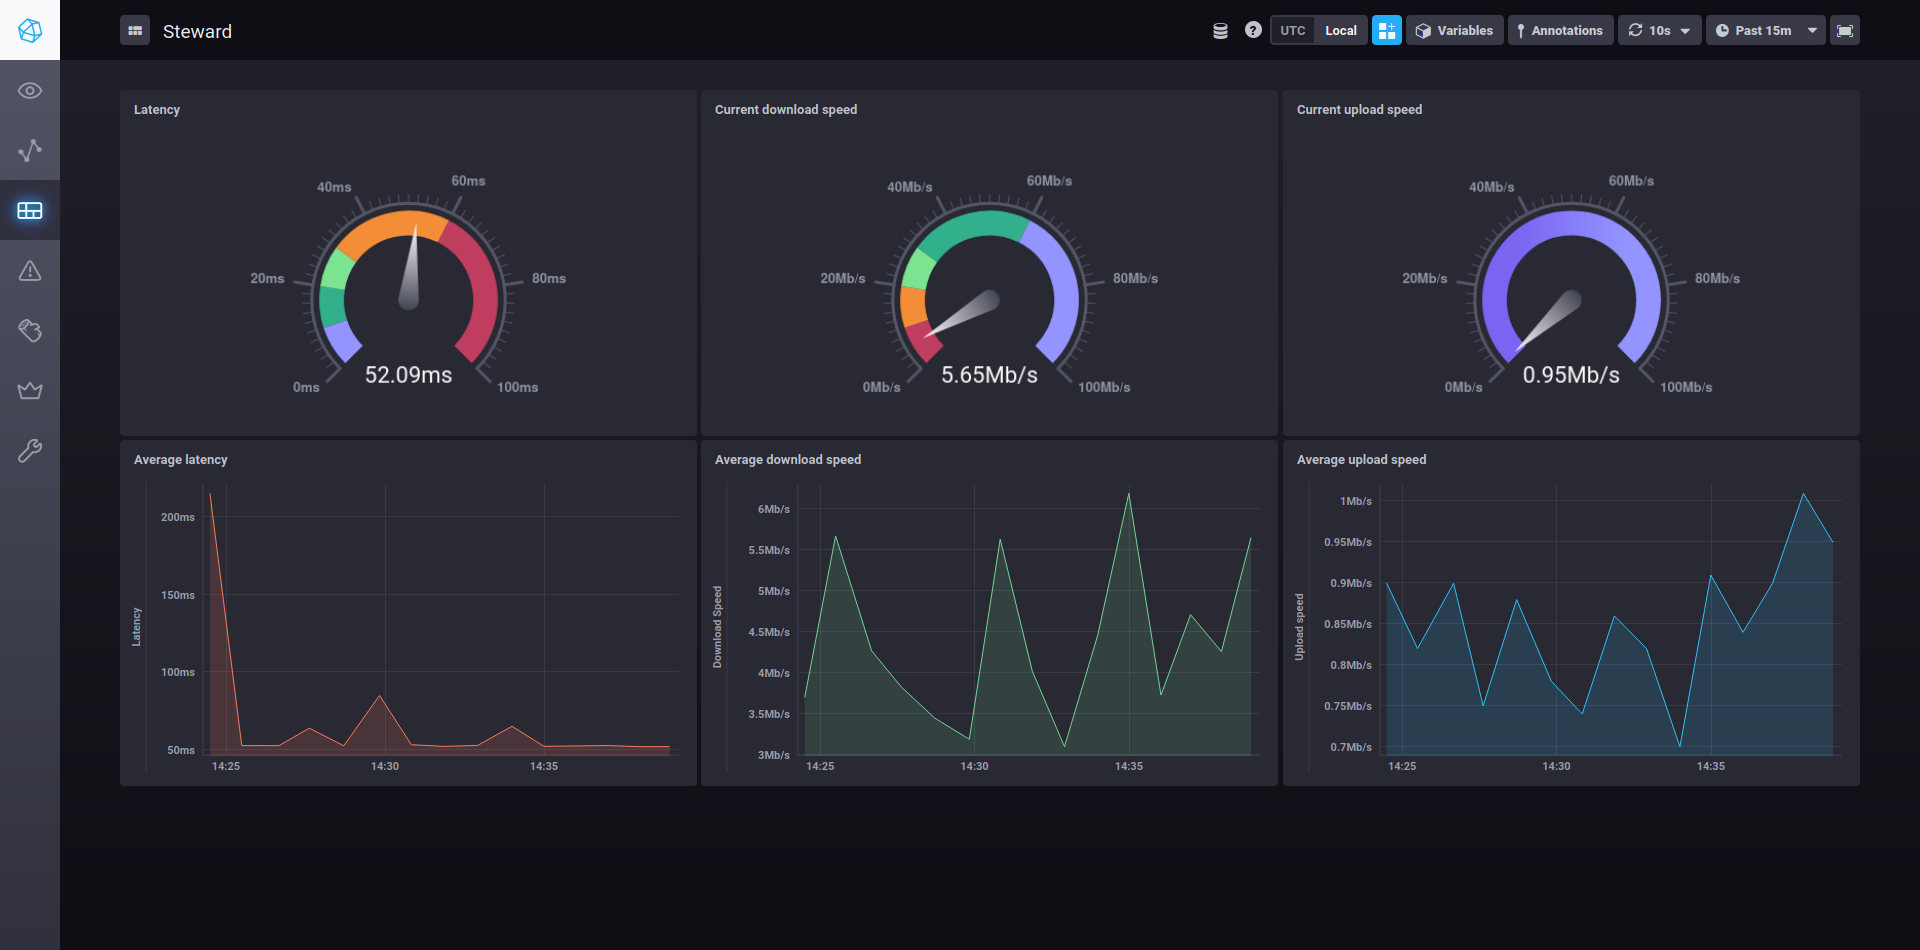 Steward
? UTC Local Variables Annotations 10s Past 15m
Latency
40ms 60ms
20ms 80ms
0ms 52.09ms 100ms
Current download speed
40Mb/s 60Mb/s
20Mb/s 80Mb/s
0Mb/s 5.65Mb/s 100Mb/s
Current upload speed
40Mb/s 60Mb/s
20Mb/s 80Mb/s
0Mb/s 0.95Mb/s 100Mb/s
Average latency
Latency
200ms
150ms
100ms
50ms
14:25 14:30 14:35
Average download speed
Download Speed
6Mb/s
5.5Mb/s
5Mb/s
4.5Mb/s
4Mb/s
3.5Mb/s
3Mb/s
14:25 14:30 14:35
Average upload speed
Upload speed
1Mb/s
0.95Mb/s
0.9Mb/s
0.85Mb/s
0.8Mb/s
0.75Mb/s
0.7Mb/s
14:25 14:30 14:35